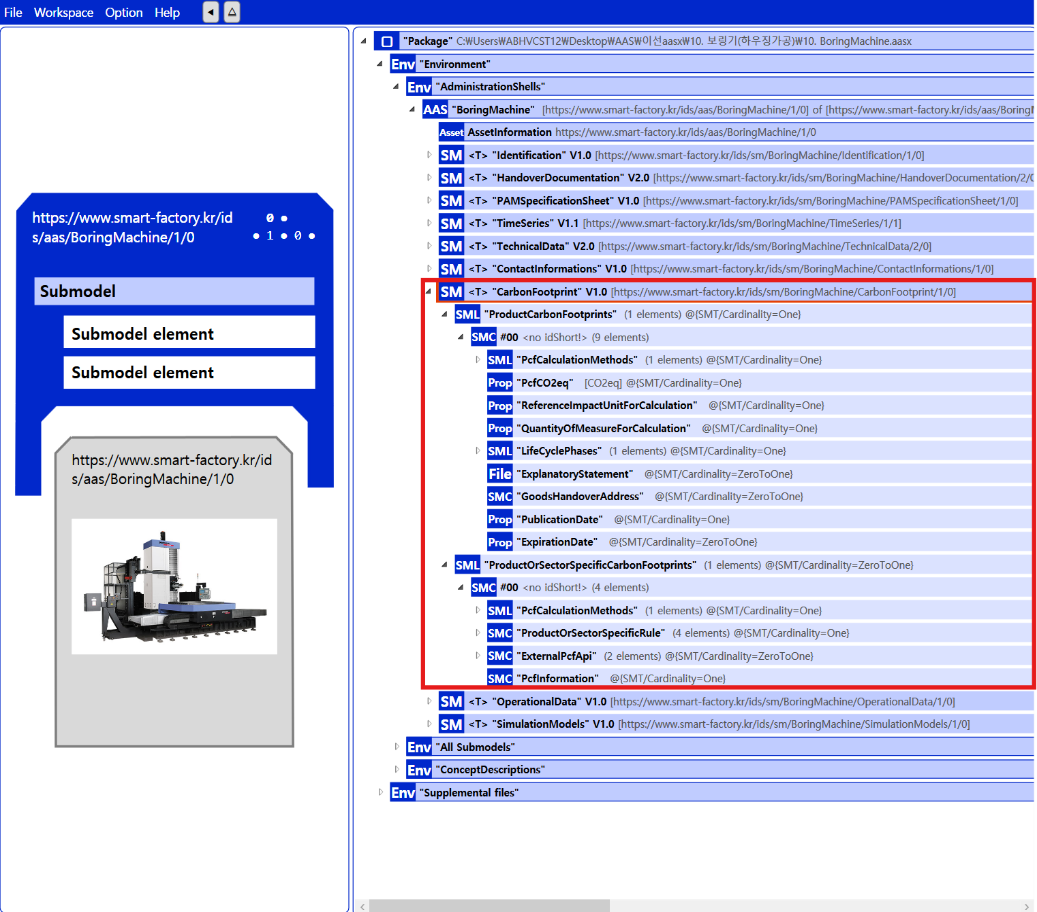 File Workspace Option Help
https://www.smart-factory.kr/id
s/aas/BoringMachine/1/0
0
1 0
Submodel
Submodel element
Submodel element
https://www.smart-factory.kr/id
s/aas/BoringMachine/1/0
"Package" C:₩Users₩ABHVCST12₩Desktop₩AAS₩이선aasx₩10. 보링기(하우징가공)₩10. BoringMachine.aasx
Env "Environment"
Env "AdministrationShells"
AAS "BoringMachine" [https://www.smart-factory.kr/ids/aas/BoringMachine/1/0] of [https://www.smart-factory.kr/ids/aas/Boring
Asset AssetInformation https://www.smart-factory.kr/ids/aas/BoringMachine/1/0
SM <T> "Identification" V1.0 [https://www.smart-factory.kr/ids/sm/BoringMachine/Identification/1/0]
SM <T> "HandoverDocumentation" V2.0 [https://www.smart-factory.kr/ids/sm/BoringMachine/HandoverDocumentation/2/0
SM <T> "PAMSpecificationSheet" V1.0 [https://www.smart-factory.kr/ids/sm/BoringMachine/PAMSpecificationSheet/1/0]
SM <T> "TimeSeries" V1.1 [https://www.smart-factory.kr/ids/sm/BoringMachine/TimeSeries/1/1]
SM <T> "TechnicalData" V2.0 [https://www.smart-factory.kr/ids/sm/BoringMachine/TechnicalData/2/0]
SM <T> "ContactInformations" V1.0 [https://www.smart-factory.kr/ids/sm/BoringMachine/ContactInformations/1/0]
SM <T> "CarbonFootprint" V1.0 [https://www.smart-factory.kr/ids/sm/BoringMachine/CarbonFootprint/1/0]
SML "ProductCarbonFootprints" (1 elements) @{SMT/Cardinality=One}
SMC #00 <no idShort!> (9 elements)
SML "PcfCalculationMethods" (1 elements) @{SMT/Cardinality=One}
Prop "PcfCO2eq" [CO2eq] @{SMT/Cardinality=One}
Prop "ReferenceImpactUnitForCalculation" @{SMT/Cardinality=One}
Prop "QuantityOfMeasureForCalculation" @{SMT/Cardinality=One}
SML "LifeCyclePhases" (1 elements) @{SMT/Cardinality=One}
File "ExplanatoryStatement" @{SMT/Cardinality=ZeroToOne}
SMC "GoodsHandoverAddress" @{SMT/Cardinality=ZeroToOne}
Prop "PublicationDate" @{SMT/Cardinality=One}
Prop "ExpirationDate" @{SMT/Cardinality=ZeroToOne}
SML "ProductOrSectorSpecificCarbonFootprints" (1 elements) @{SMT/Cardinality=ZeroToOne}
SMC #00 <no idShort!> (4 elements)
SML "PcfCalculationMethods" (1 elements) @{SMT/Cardinality=One}
SMC "ProductOrSectorSpecificRule" (4 elements) @{SMT/Cardinality=One}
SMC "ExternalPcfApi" (2 elements) @{SMT/Cardinality=ZeroToOne}
SMC "PcfInformation" @{SMT/Cardinality=One}
SM <T> "OperationalData" V1.0 [https://www.smart-factory.kr/ids/sm/BoringMachine/OperationalData/1/0]
SM <T> "SimulationModels" V1.0 [https://www.smart-factory.kr/ids/sm/BoringMachine/SimulationModels/1/0]
Env "All Submodels"
Env "ConceptDescriptions"
Env "Supplemental files"